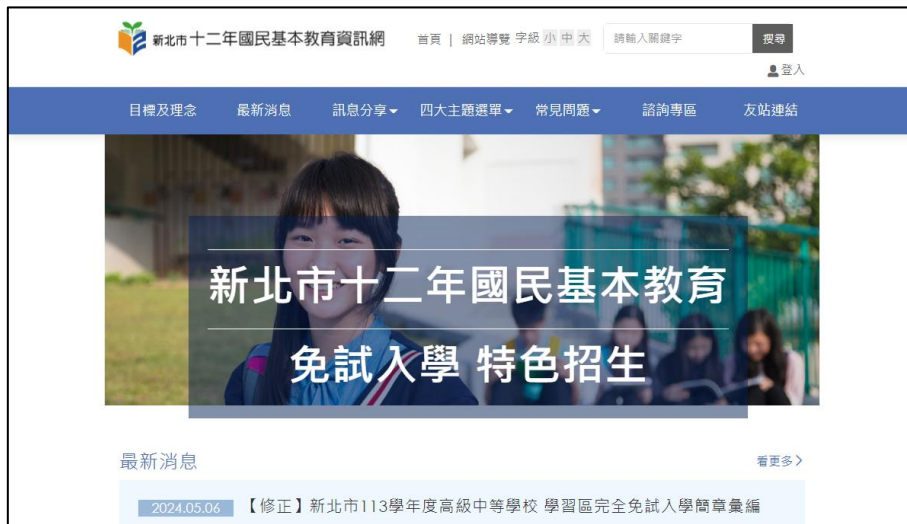 新北市十二年國民基本教育資訊網 首頁 | 網站導覽 字級 小 中 大 請輸入關鍵字 搜尋
登入
目標及理念 最新消息 訊息分享 四大主題選單 常見問題 諮詢專區 友站連結
新北市十二年國民基本教育
免試入學 特色招生
最新消息 看更多
2024.05.06 【修正】新北市113學年度高級中等學校 學習區完全免試入學簡章彙編